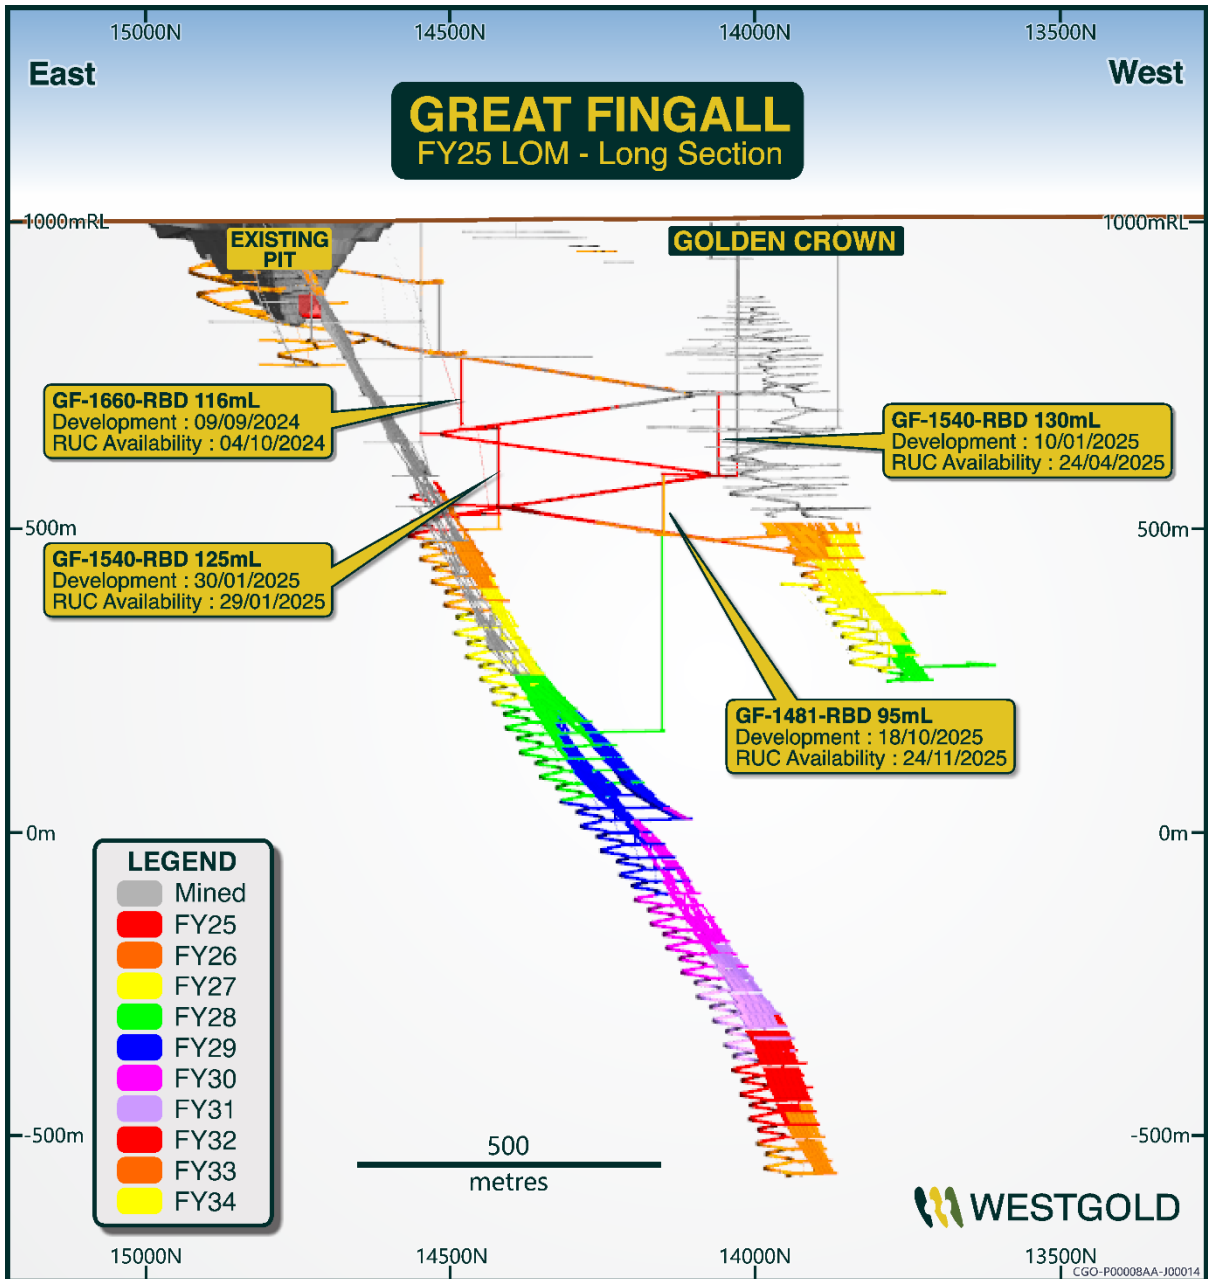 15000N
14500N
14000N
13500N
East
West
GREAT FINGALL
FY25 LOM - Long Section
1000mRL
1000mRL
EXISTING
PIT
GOLDEN CROWN
GF-1660-RBD 116mL
Development : 09/09/2024
RUC Availability : 04/10/2024
GF-1540-RBD 130mL
Development : 10/01/2025
RUC Availability : 24/04/2025
500m
500m
GF-1540-RBD 125mL
Development : 30/01/2025
RUC Availability : 29/01/2025
GF-1481-RBD 95mL
Development : 18/10/2025
RUC Availability : 24/11/2025
0m
0m
LEGEND
Mined
FY25
FY26
FY27
FY28
FY29
FY30
FY31
FY32
FY33
FY34
-500m
-500m
500
metres
WESTGOLD
15000N
14500N
14000N
13500N
CGO-P00008AA-J00014